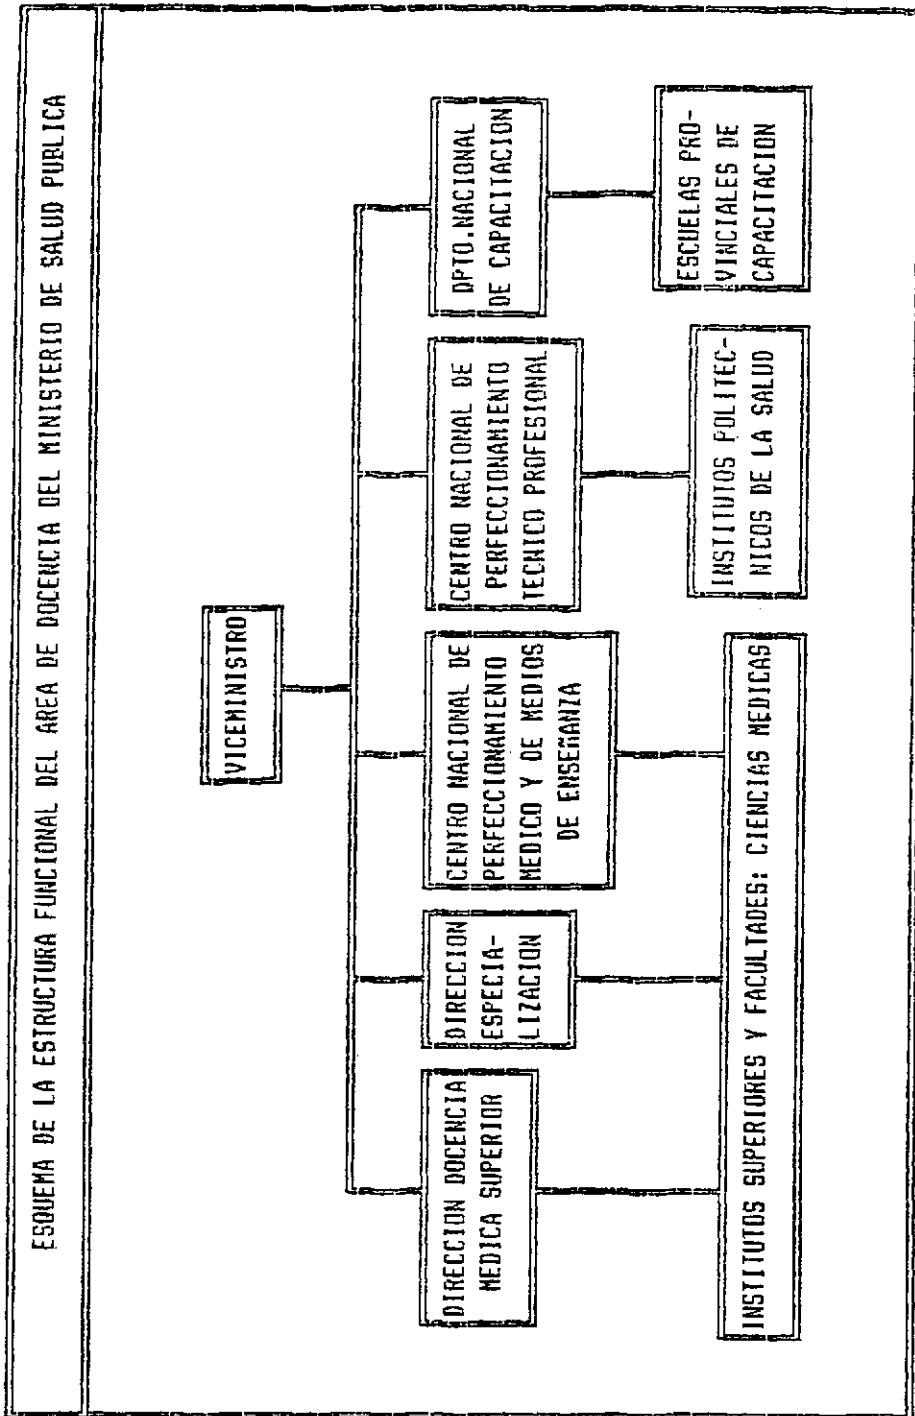 ESQUEMA DE LA ESTRUCTURA FUNCIONAL DEL AREA DE DOCENCIA DEL MINISTERIO DE SALUD PUBLICA
VICEMINISTRO
DIRECCION DOCENCIA
MEDICA SUPERIOR
DIRECCION
ESPECIA-
LIZACION
CENTRO NACIONAL DE
PERFECCIONAMIENTO
MEDICO Y DE MEDIOS
DE ENSEÑANZA
CENTRO NACIONAL DE
PERFECCIONAMIENTO
TECNICO PROFESIONAL
DPTO.NACIONAL
DE CAPACITACION
INSTITUTOS SUPERIORES Y FACULTADES: CIENCIAS MEDICAS
INSTITUTOS POLITEC-
NICOS DE LA SALUD
ESCUELAS PRO-
VINCIALES DE
CAPACITACION